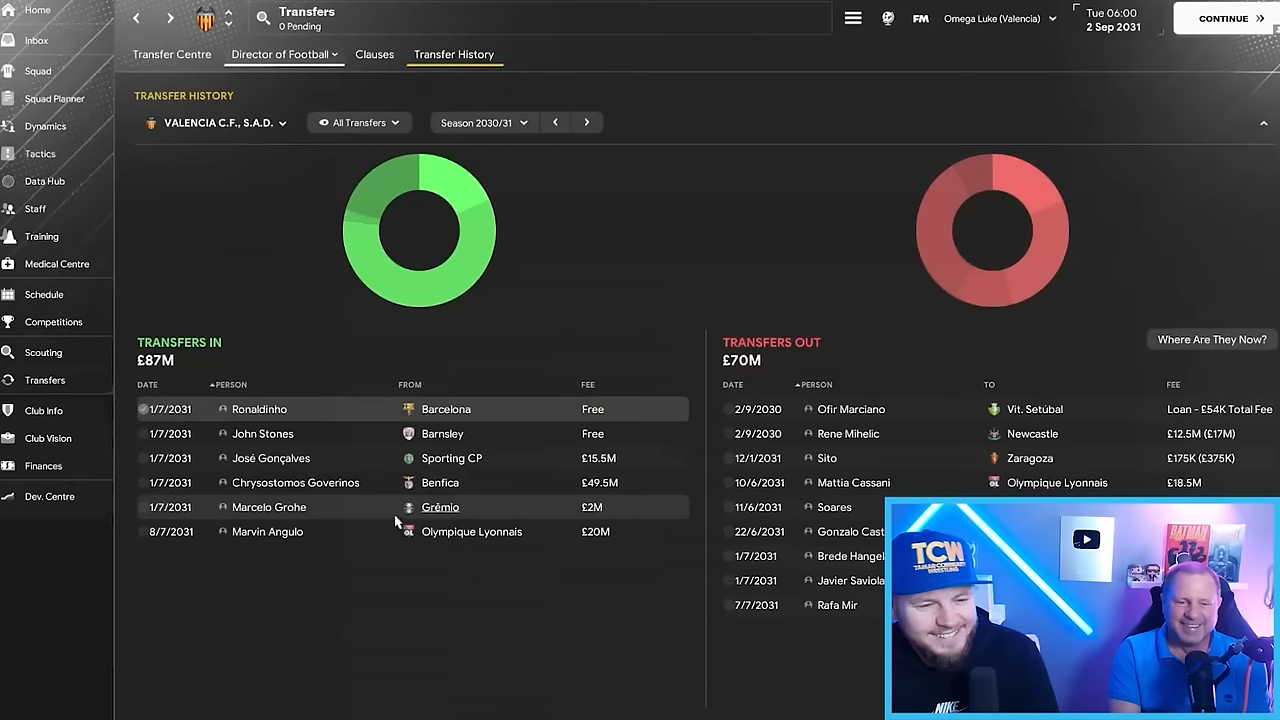 Transfers
0 Pending
FM
Omega Luke (Valencia)
Tue 06:00
2 Sep 2031
CONTINUE
Home
Inbox
Squad
Squad Planner
Dynamics
Tactics
Data Hub
Staff
Training
Medical Centre
Schedule
Competitions
Scouting
Transfers
Club Info
Club Vision
Finances
Dev. Centre
Transfer Centre
Director of Football
Clauses
Transfer History
TRANSFER HISTORY
VALENCIA C.F., S.A.D.
All Transfers
Season 2030/31
TRANSFERS IN
£87M
DATE PERSON FROM FEE
1/7/2031 Ronaldinho Barcelona Free
1/7/2031 John Stones Barnsley Free
1/7/2031 José Gonçalves Sporting CP £15.5M
1/7/2031 Chrysostomos Goverinos Benfica £49.5M
1/7/2031 Marcelo Grohe Grêmio £2M
8/7/2031 Marvin Angulo Olympique Lyonnais £20M
TRANSFERS OUT
£70M
Where Are They Now?
DATE PERSON TO FEE
2/9/2030 Ofir Marciano Vit. Setúbal Loan - £54K Total Fee
2/9/2030 Rene Mihelic Newcastle £12.5M (£17M)
12/1/2031 Sito Zaragoza £175K (£375K)
10/6/2031 Mattia Cassani Olympique Lyonnais £18.5M
11/6/2031 Soares
22/6/2031 Gonzalo Cast
1/7/2031 Brede Hangel
1/7/2031 Javier Saviola
7/7/2031 Rafa Mir
TCW
BATMAN
NIKE